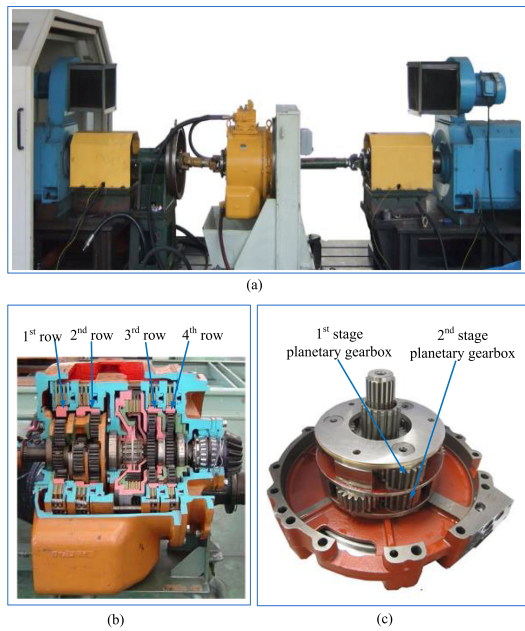 (a)
1st row
2nd row
3rd row
4th row
1st stage
planetary gearbox
2nd stage
planetary gearbox
(b)
(c)